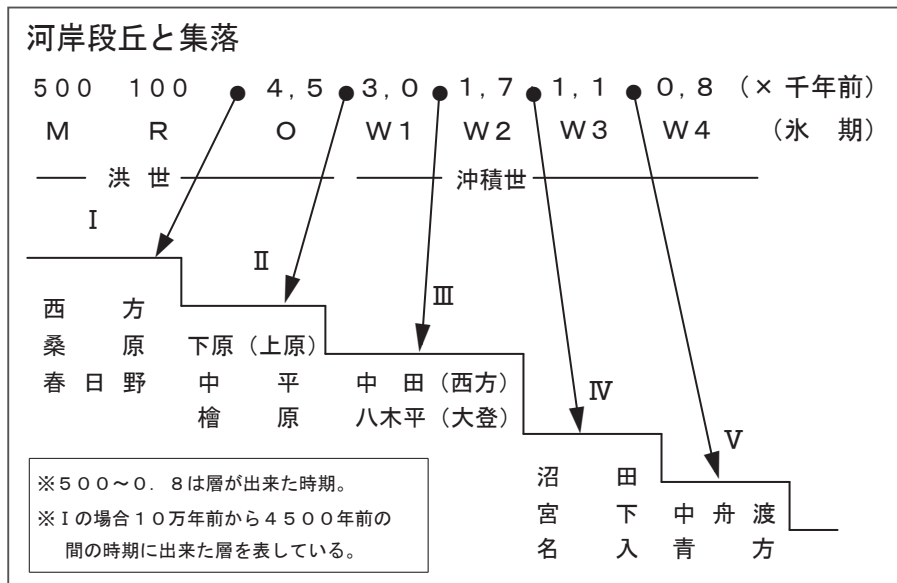 河岸段丘と集落
500 100 4,5 3,0 1,7 1,1 0,8 (×千年前)
M R O W1 W2 W3 W4 (氷 期)
洪世 沖積世
Ⅰ
Ⅱ
Ⅲ
西 方
桑 原 下原(上原)
春日野 中 平 中 田(西方) Ⅳ
檜 原 八木平(大登)
Ⅴ
沼 田
宮 下 中舟渡
名 入 青 方
※500~0.8は層が出来た時期。
※Ⅰの場合10万年前から4500年前の
間の時期に出来た層を表している。